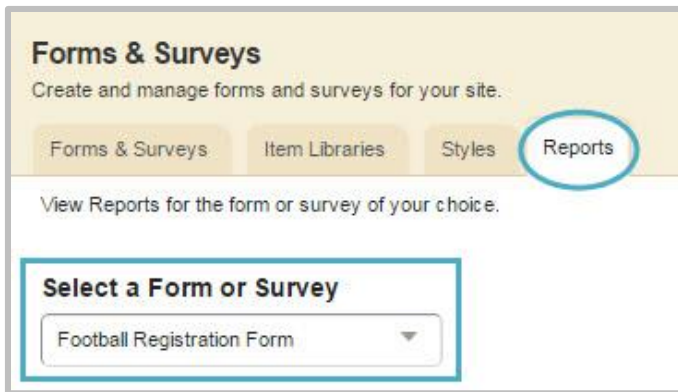 Forms & Surveys
Create and manage forms and surveys for your site.
Forms & Surveys Item Libraries Styles Reports
View Reports for the form or survey of your choice.
Select a Form or Survey
Football Registration Form